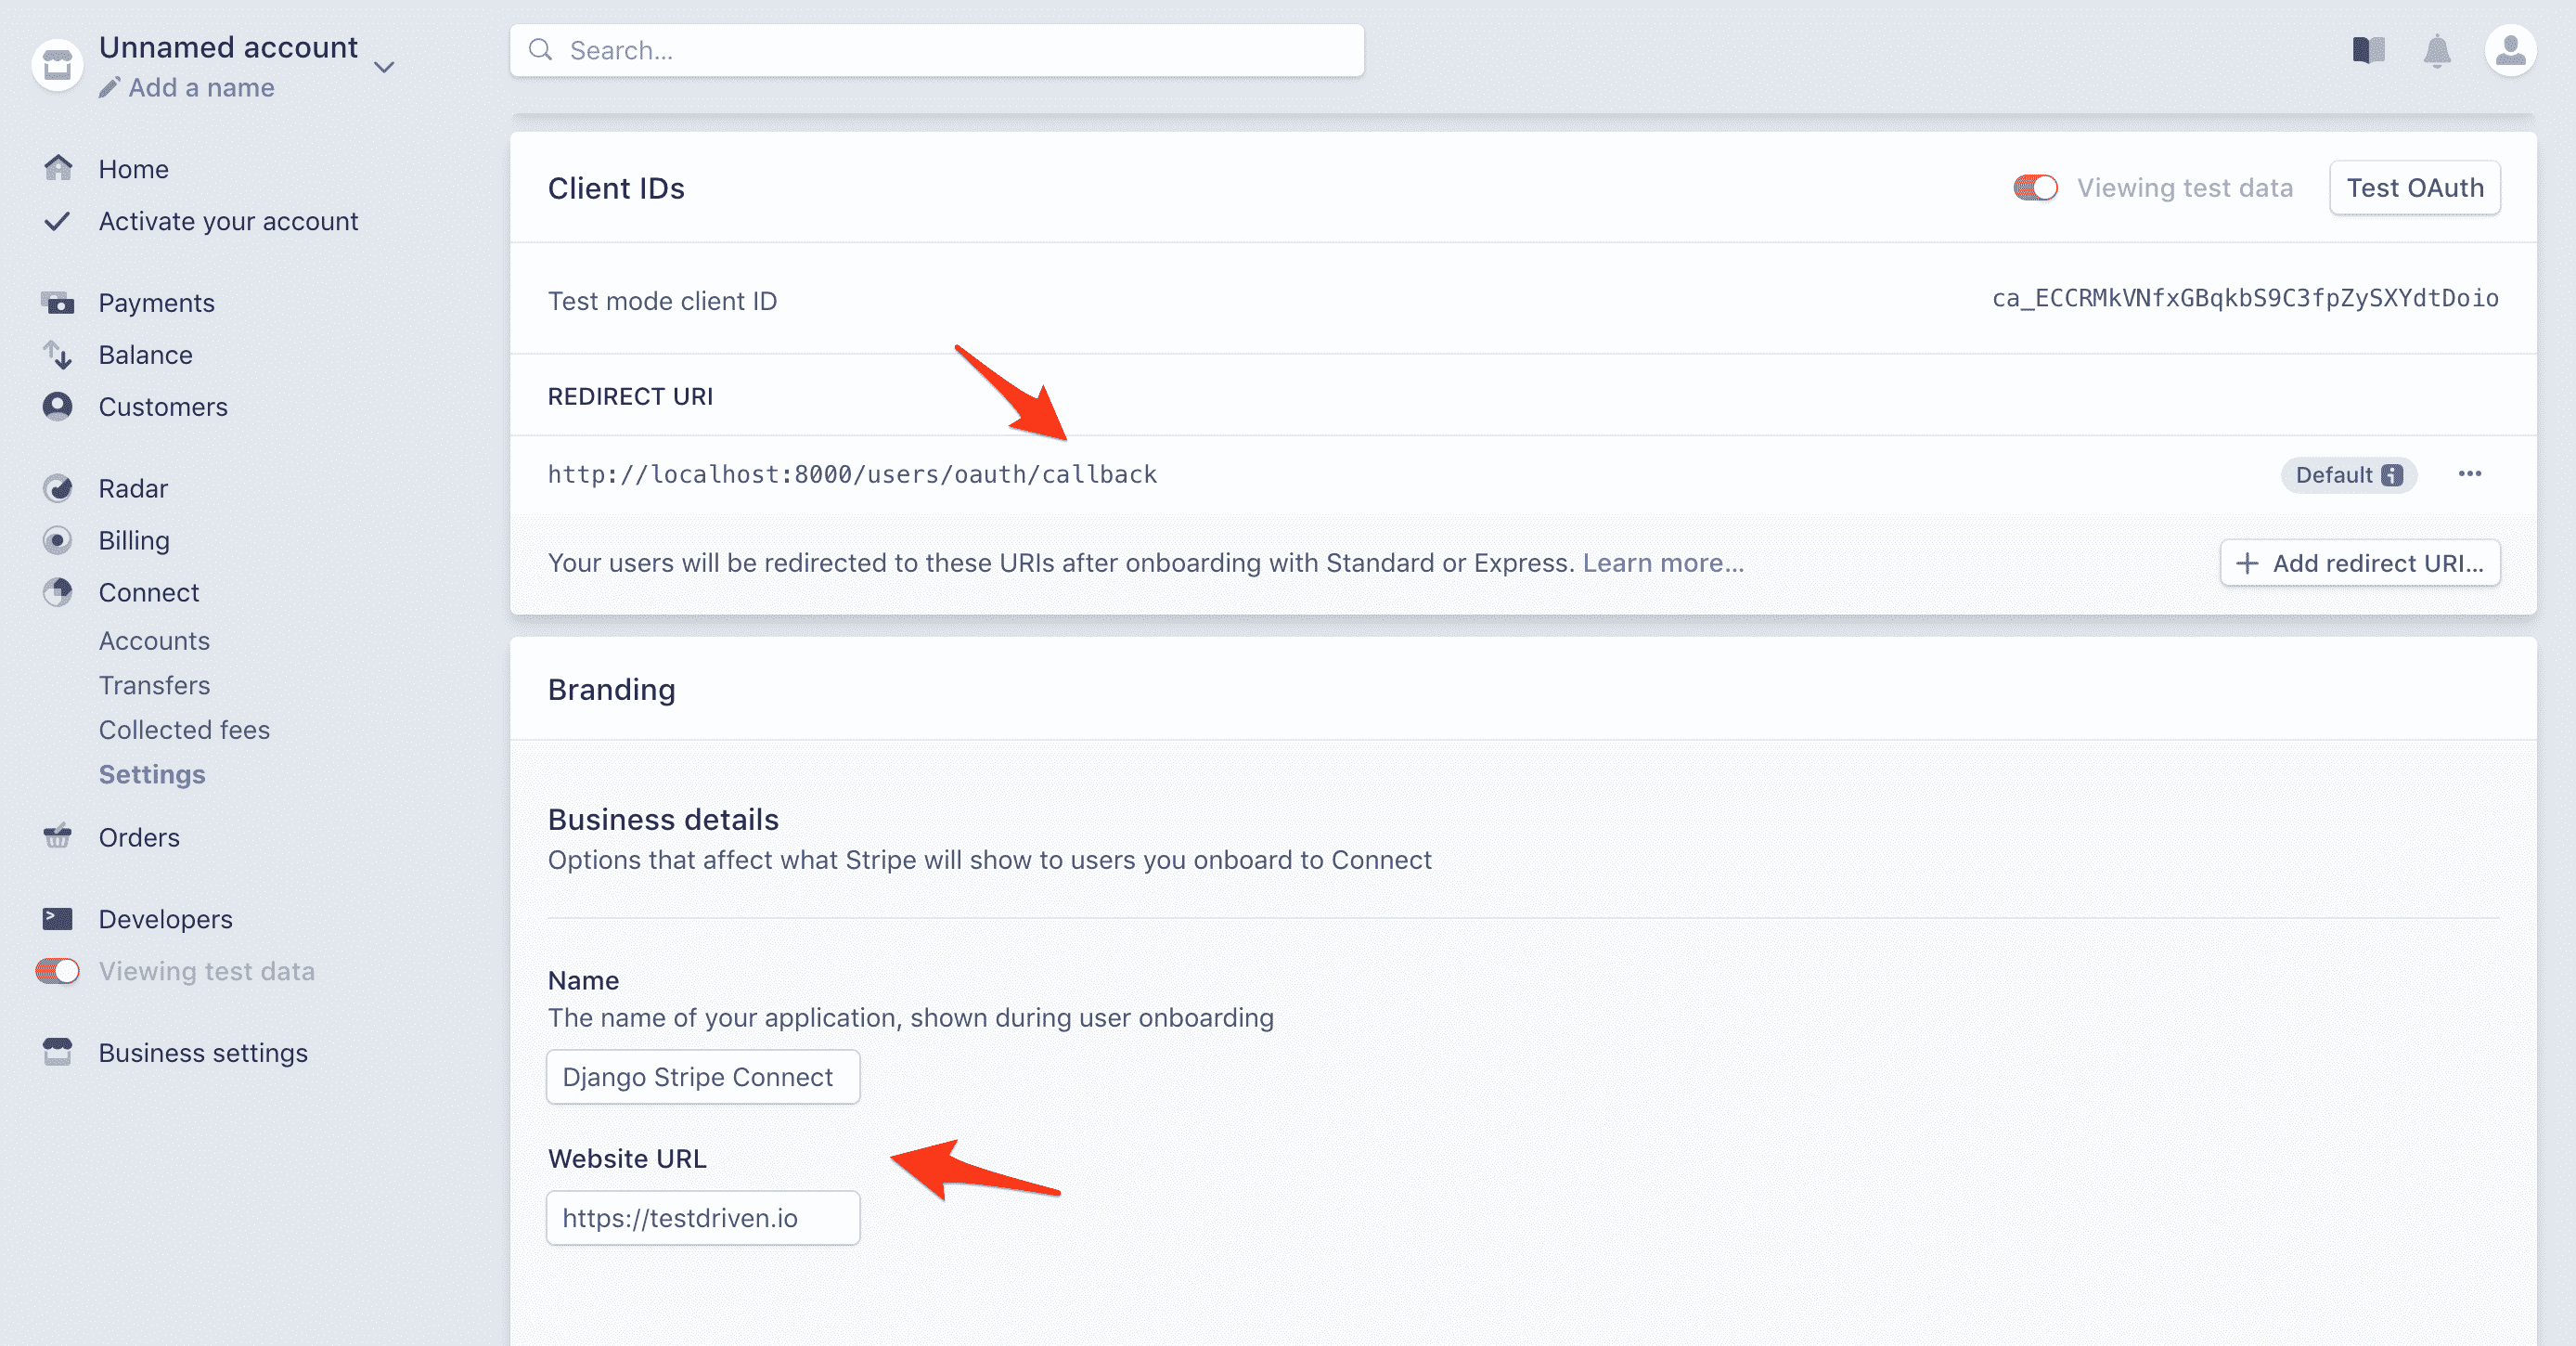 Unnamed account
Add a name
Search...
Home
Activate your account
Payments
Balance
Customers
Radar
Billing
Connect
Accounts
Transfers
Collected fees
Settings
Orders
Developers
Viewing test data
Business settings
Client IDs
Viewing test data
Test OAuth
Test mode client ID
ca_ECCRMkVNfxGBqkbS9C3fpZySXYdtDoio
REDIRECT URI
http://localhost:8000/users/oauth/callback
Default
Your users will be redirected to these URIs after onboarding with Standard or Express. Learn more...
Add redirect URI...
Branding
Business details
Options that affect what Stripe will show to users you onboard to Connect
Name
The name of your application, shown during user onboarding
Django Stripe Connect
Website URL
https://testdriven.io